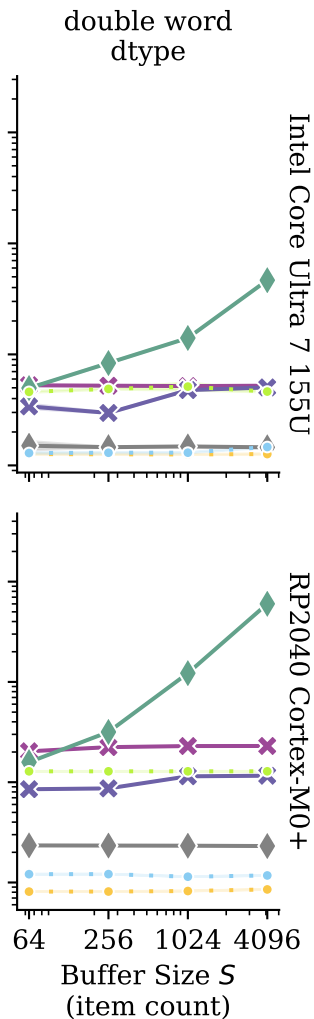 double word
dtype
Intel Core Ultra 7 155U
RP2040 Cortex-M0+
64 256 1024 4096
Buffer Size S
(item count)